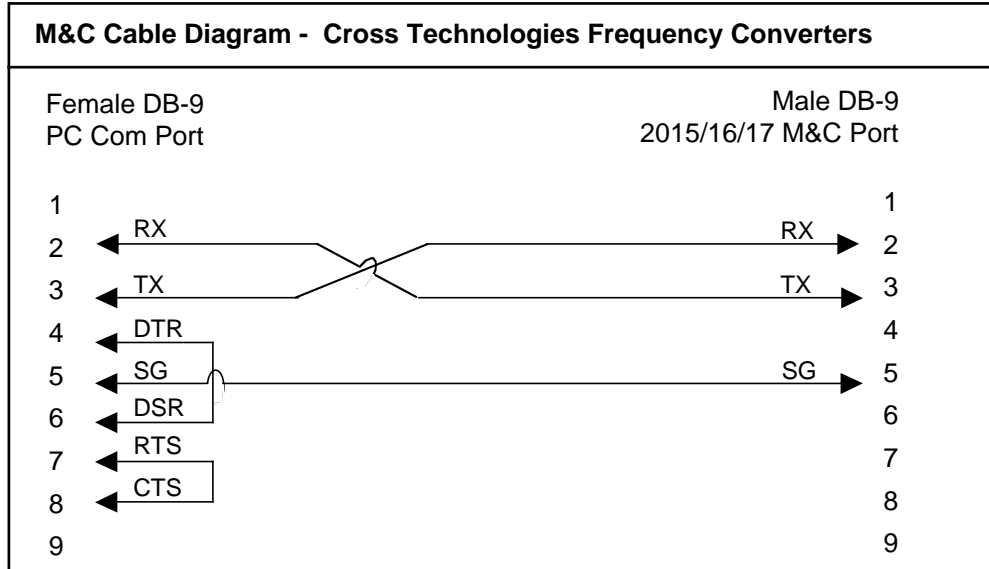 M&C Cable Diagram - Cross Technologies Frequency Converters
Female DB-9
PC Com Port
Male DB-9
2015/16/17 M&C Port
1 1
2 RX RX 2
3 TX TX 3
4 DTR 4
5 SG SG 5
6 DSR 6
7 RTS 7
8 CTS 8
9 9